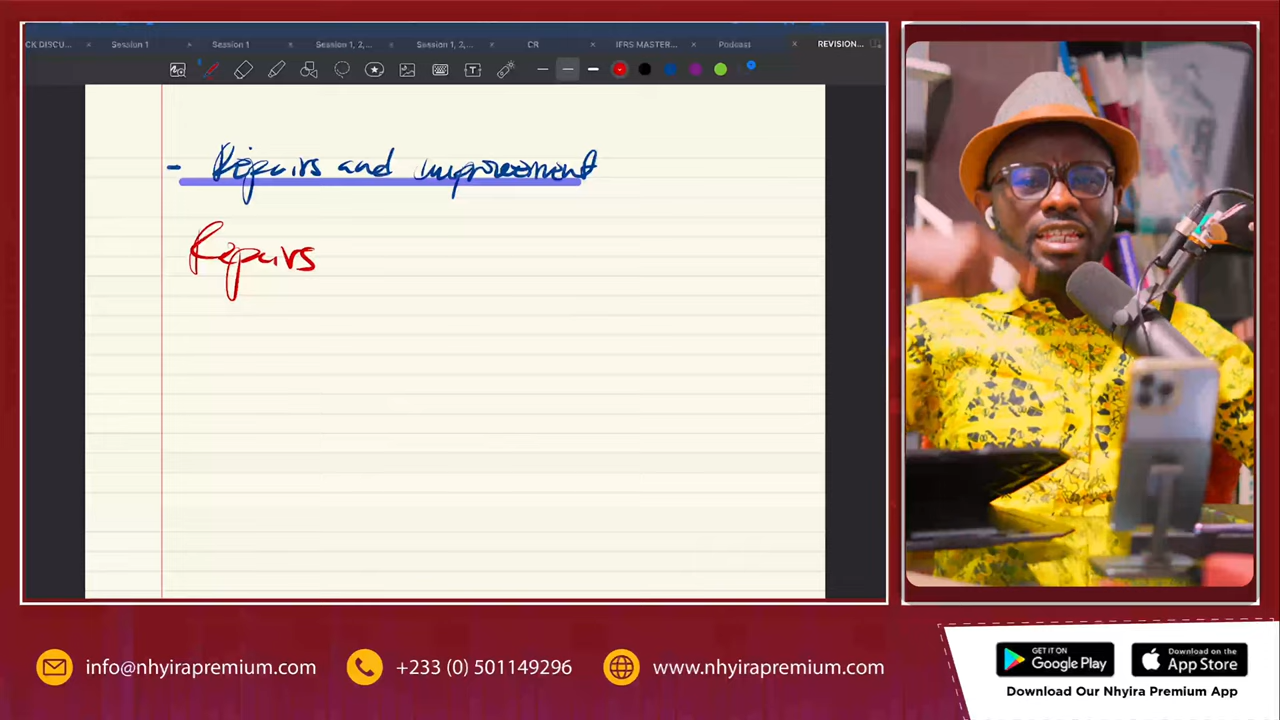 CK DISCU...
Session 1
Session 1
Session 1, 2,...
Session 1, 2,...
CR
IFRS MASTER...
Podcast
REVISION...
- Repairs and improvement
Repairs
info@nhyirapremium.com
+233 (0) 501149296
www.nhyirapremium.com
GET IT ON
Google Play
Download on the
App Store
Download Our Nhyira Premium App